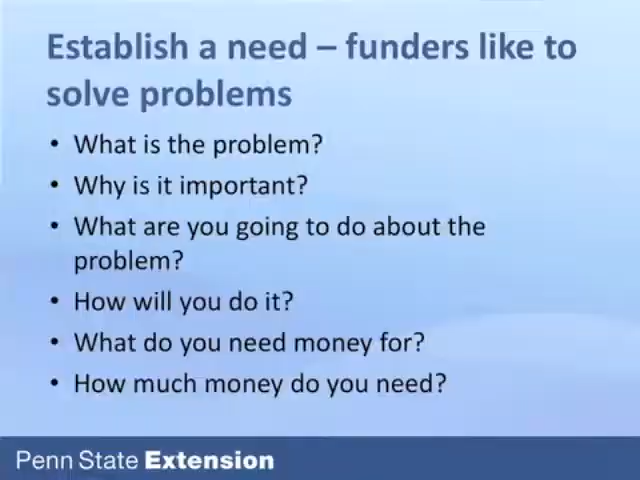 Establish a need – funders like to
solve problems
• What is the problem?
• Why is it important?
• What are you going to do about the
problem?
• How will you do it?
• What do you need money for?
• How much money do you need?
Penn State Extension